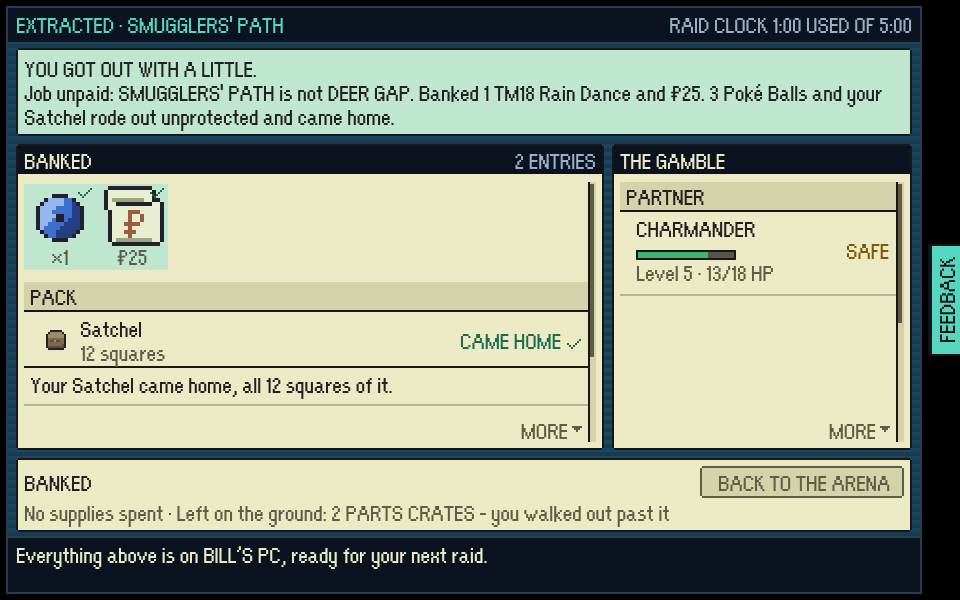 EXTRACTED · SMUGGLERS' PATH
RAID CLOCK 1:00 USED OF 5:00
YOU GOT OUT WITH A LITTLE.
Job unpaid: SMUGGLERS' PATH is not DEER GAP. Banked 1 TM18 Rain Dance and ₽25. 3 Poké Balls and your
Satchel rode out unprotected and came home.
BANKED
2 ENTRIES
₽
×1
₽25
PACK
Satchel
12 squares
CAME HOME ✓
Your Satchel came home, all 12 squares of it.
MORE
THE GAMBLE
PARTNER
CHARMANDER
SAFE
Level 5 · 13/18 HP
MORE
BANKED
BACK TO THE ARENA
No supplies spent · Left on the ground: 2 PARTS CRATES - you walked out past it
Everything above is on BILL'S PC, ready for your next raid.
FEEDBACK